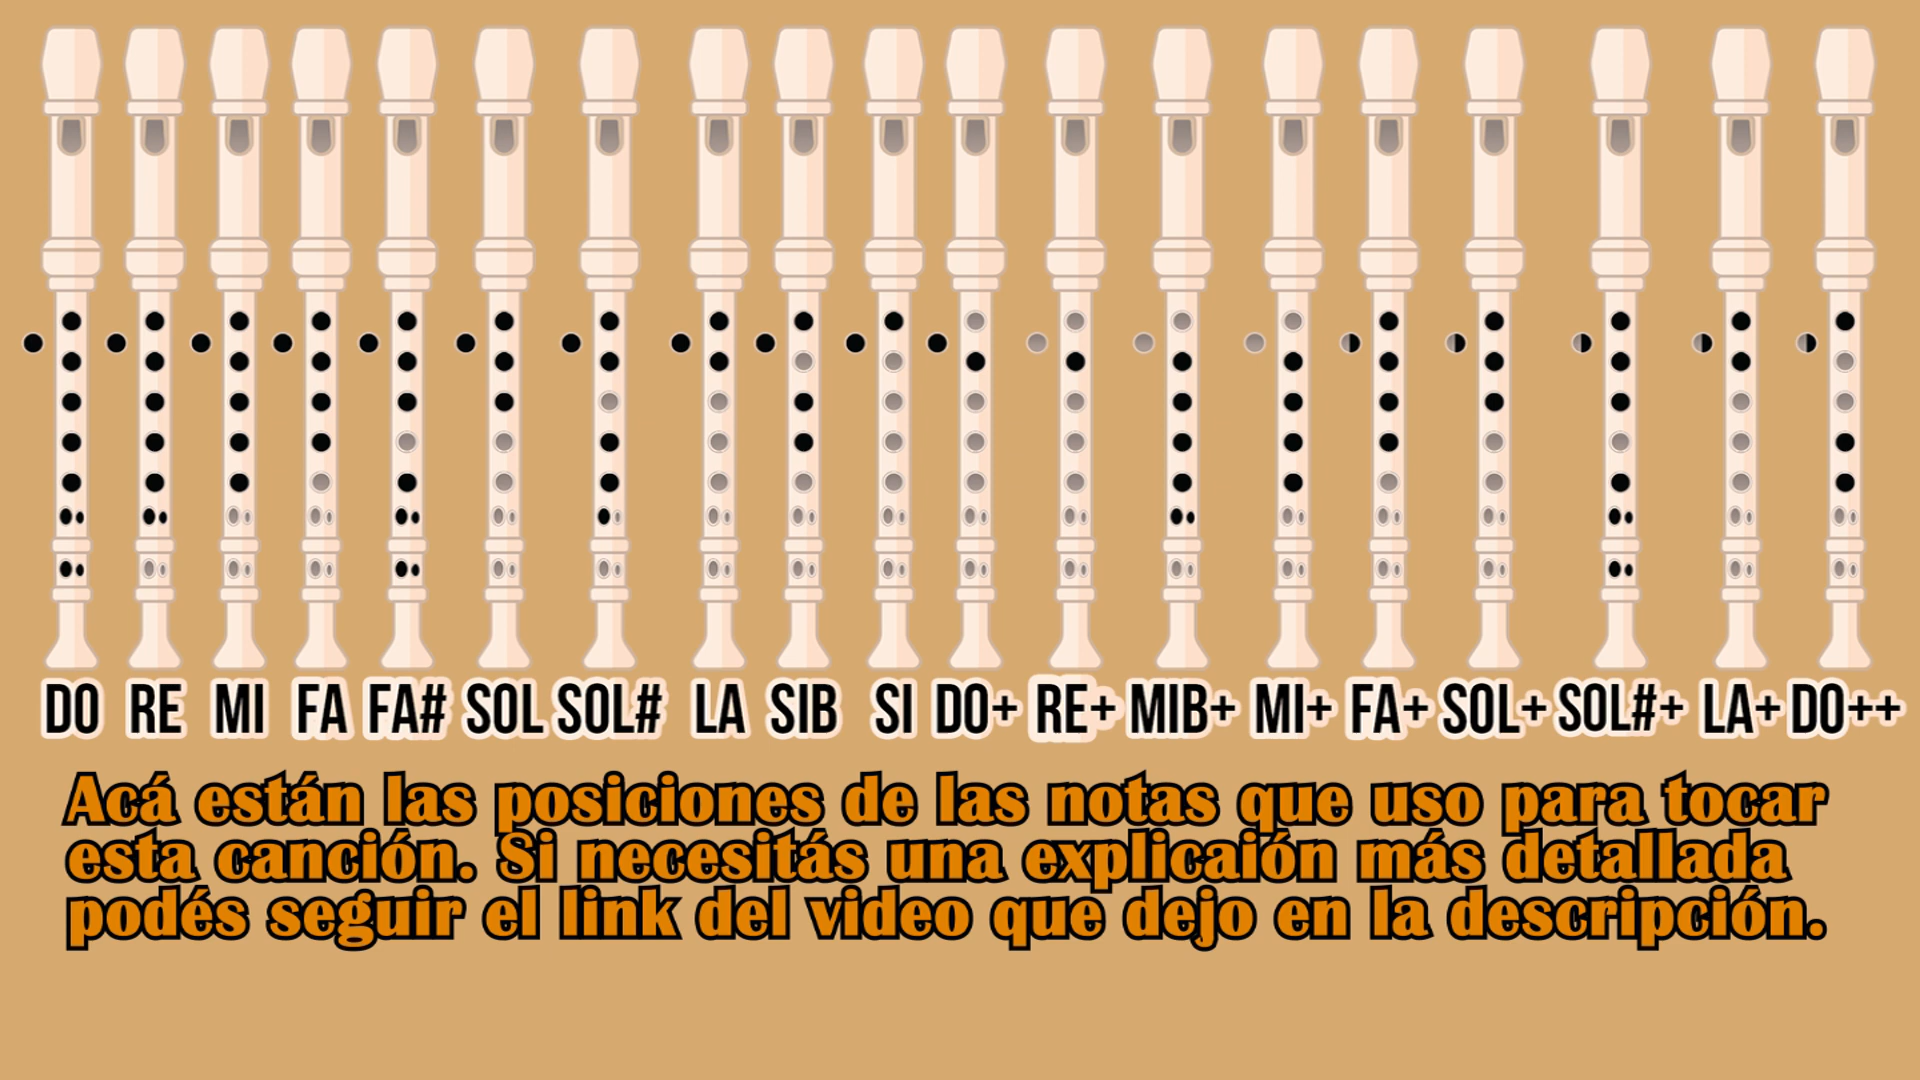 DO RE MI FA FA# SOL SOL# LA SIB SI DO+ RE+ MIB+ MI+ FA+ SOL+ SOL#+ LA+ DO++
Acá están las posiciones de las notas que uso para tocar
esta canción. Si necesitás una explicaión más detallada
podés seguir el link del video que dejo en la descripción.